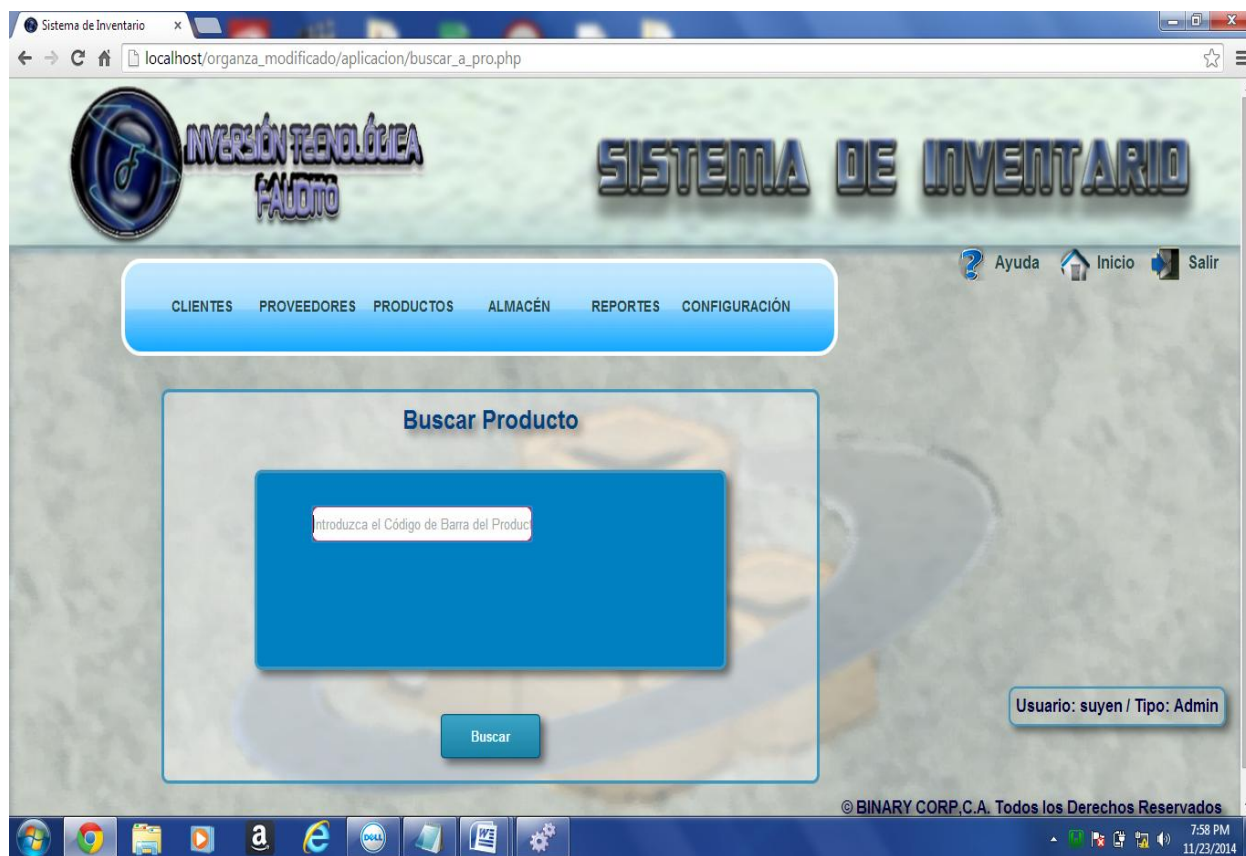 Sistema de Inventario
localhost/organza_modificado/aplicacion/buscar_a_pro.php
INVERSIÓN TECNOLÓGICA
FAUDITO
SISTEMA DE INVENTARIO
Ayuda Inicio Salir
CLIENTES PROVEEDORES PRODUCTOS ALMACÉN REPORTES CONFIGURACIÓN
Buscar Producto
ntroduzca el Código de Barra del Product
Buscar
Usuario: suyen / Tipo: Admin
© BINARY CORP,C.A. Todos los Derechos Reservados
7:58 PM
11/23/2014